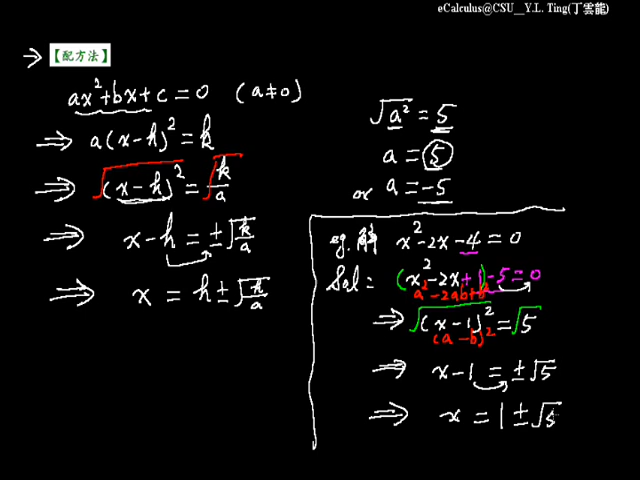 eCalculus@CSU__Y.L. Ting(丁雲龍)
⇒【配方法】
ax²+bx+c=0 (a≠0)
⇒ a(x-h)²=k
⇒ √(x-h)²=√k/a
⇒ x-h=±√k/a
⇒ x=h±√k/a
√a²=5
a=5
or a=-5
eg.解 x²-2x-4=0
Sol: (x²-2x+1)-5=0
a²-2ab+b²
⇒ √(x-1)²=√5
(a-b)²
⇒ x-1=±√5
⇒ x=1±√5